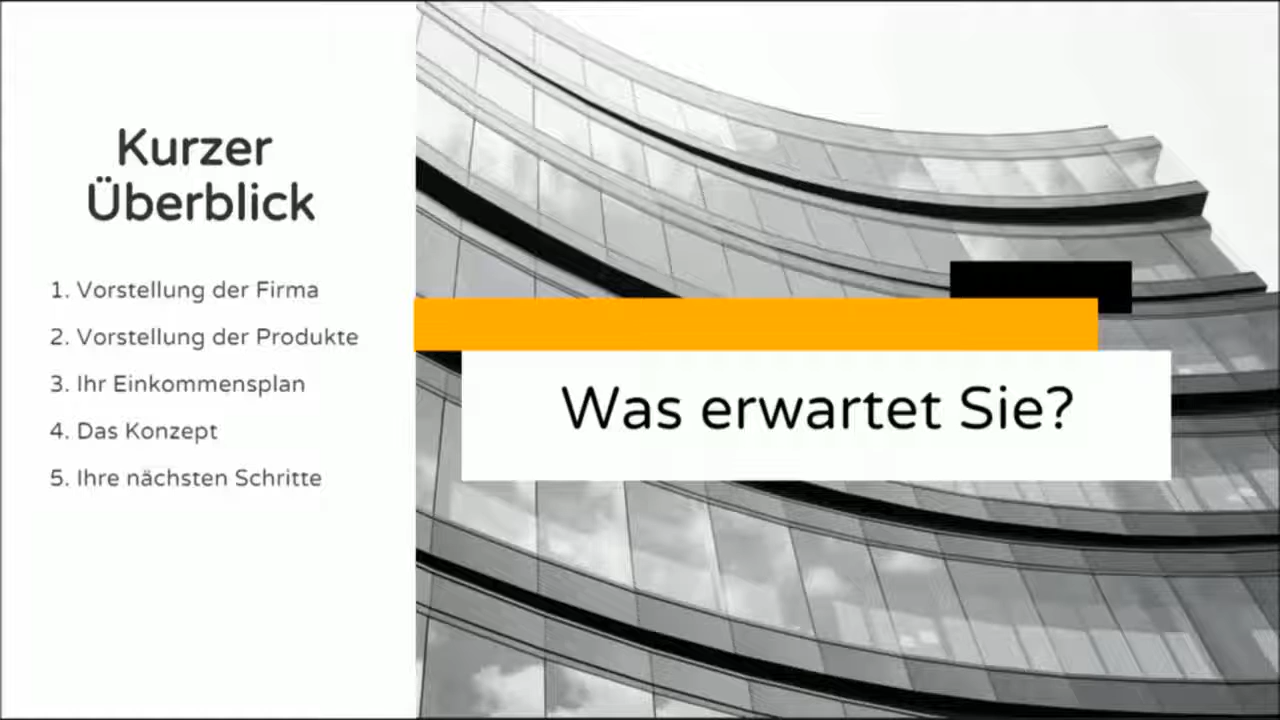 Kurzer
Überblick
1. Vorstellung der Firma
2. Vorstellung der Produkte
3. Ihr Einkommensplan
4. Das Konzept
5. Ihre nächsten Schritte
Was erwartet Sie?